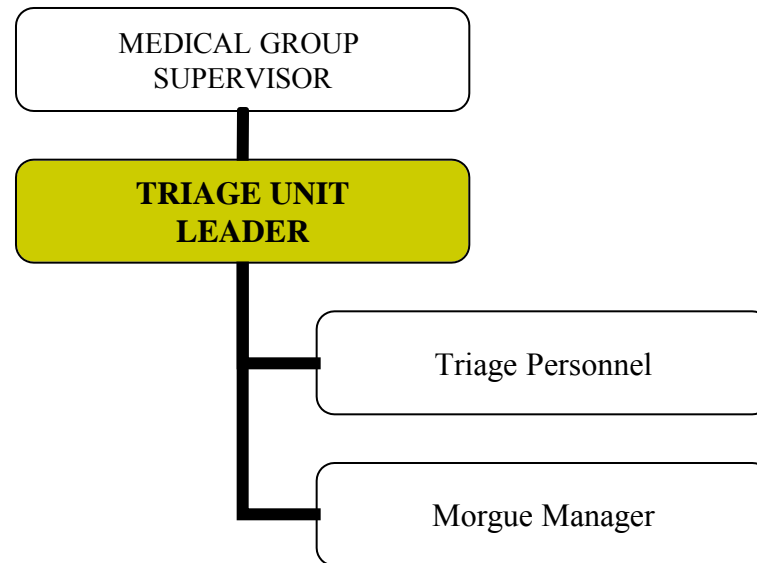 MEDICAL GROUP
SUPERVISOR
TRIAGE UNIT
LEADER
Triage Personnel
Morgue Manager